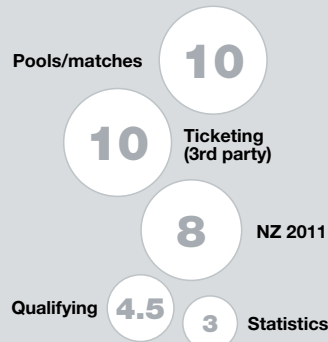 Pools/matches 10
10 Ticketing
(3rd party)
8 NZ 2011
Qualifying 4.5
3 Statistics